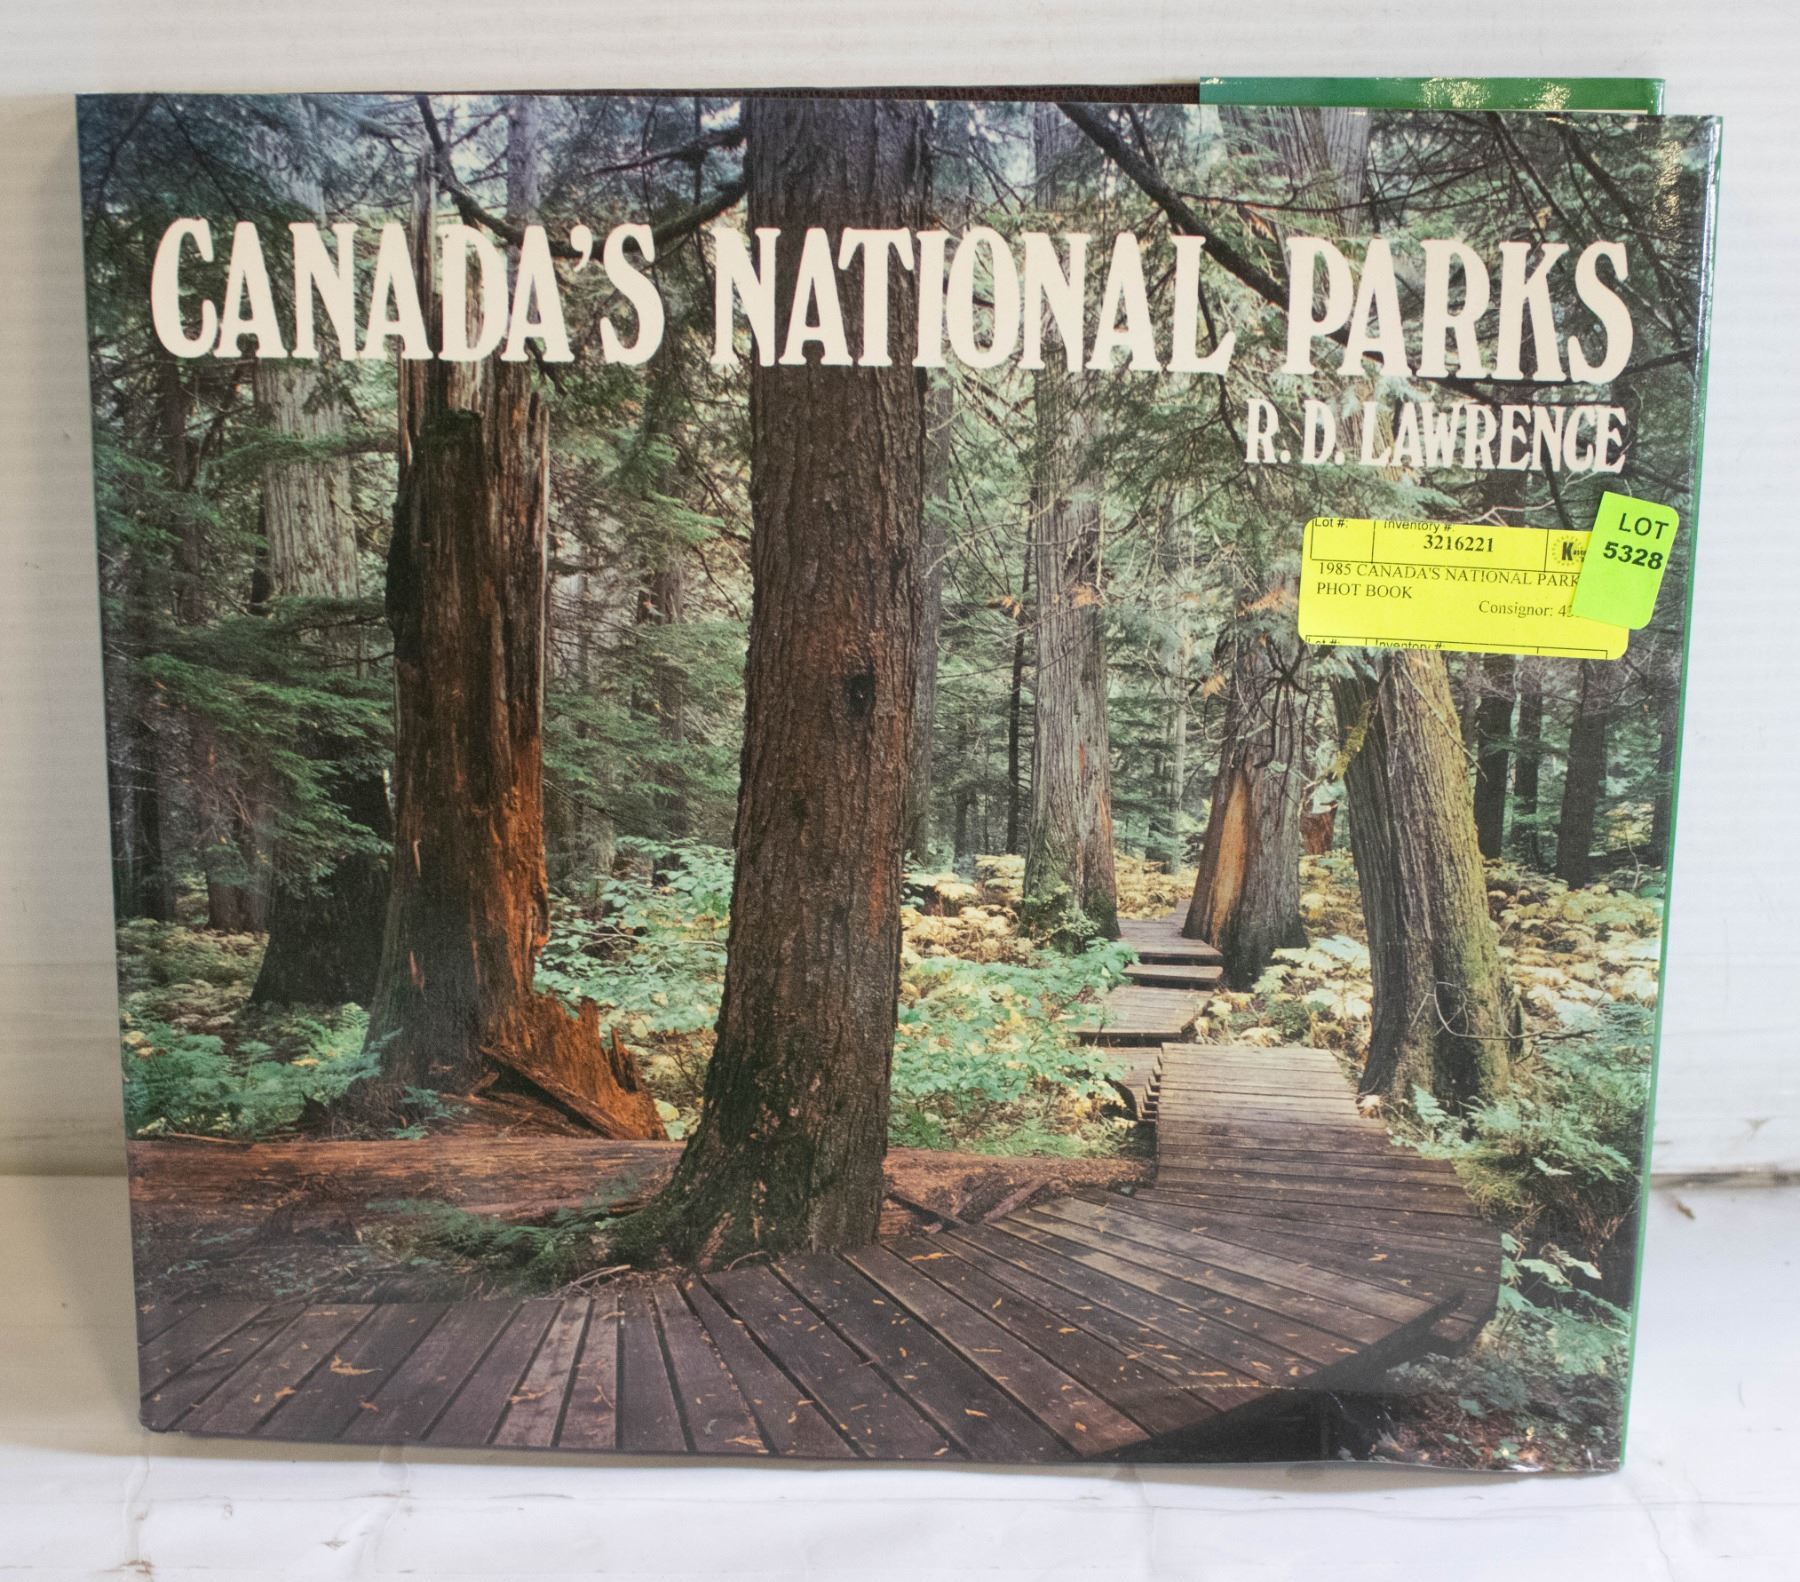 CANADA'S NATIONAL PARKS
R. D. LAWRENCE
LOT
5328
Lot #: Inventory #:
3216221
1985 CANADA'S NATIONAL PARK
PHOT BOOK
Consignor:
Lot #: Inventory #: